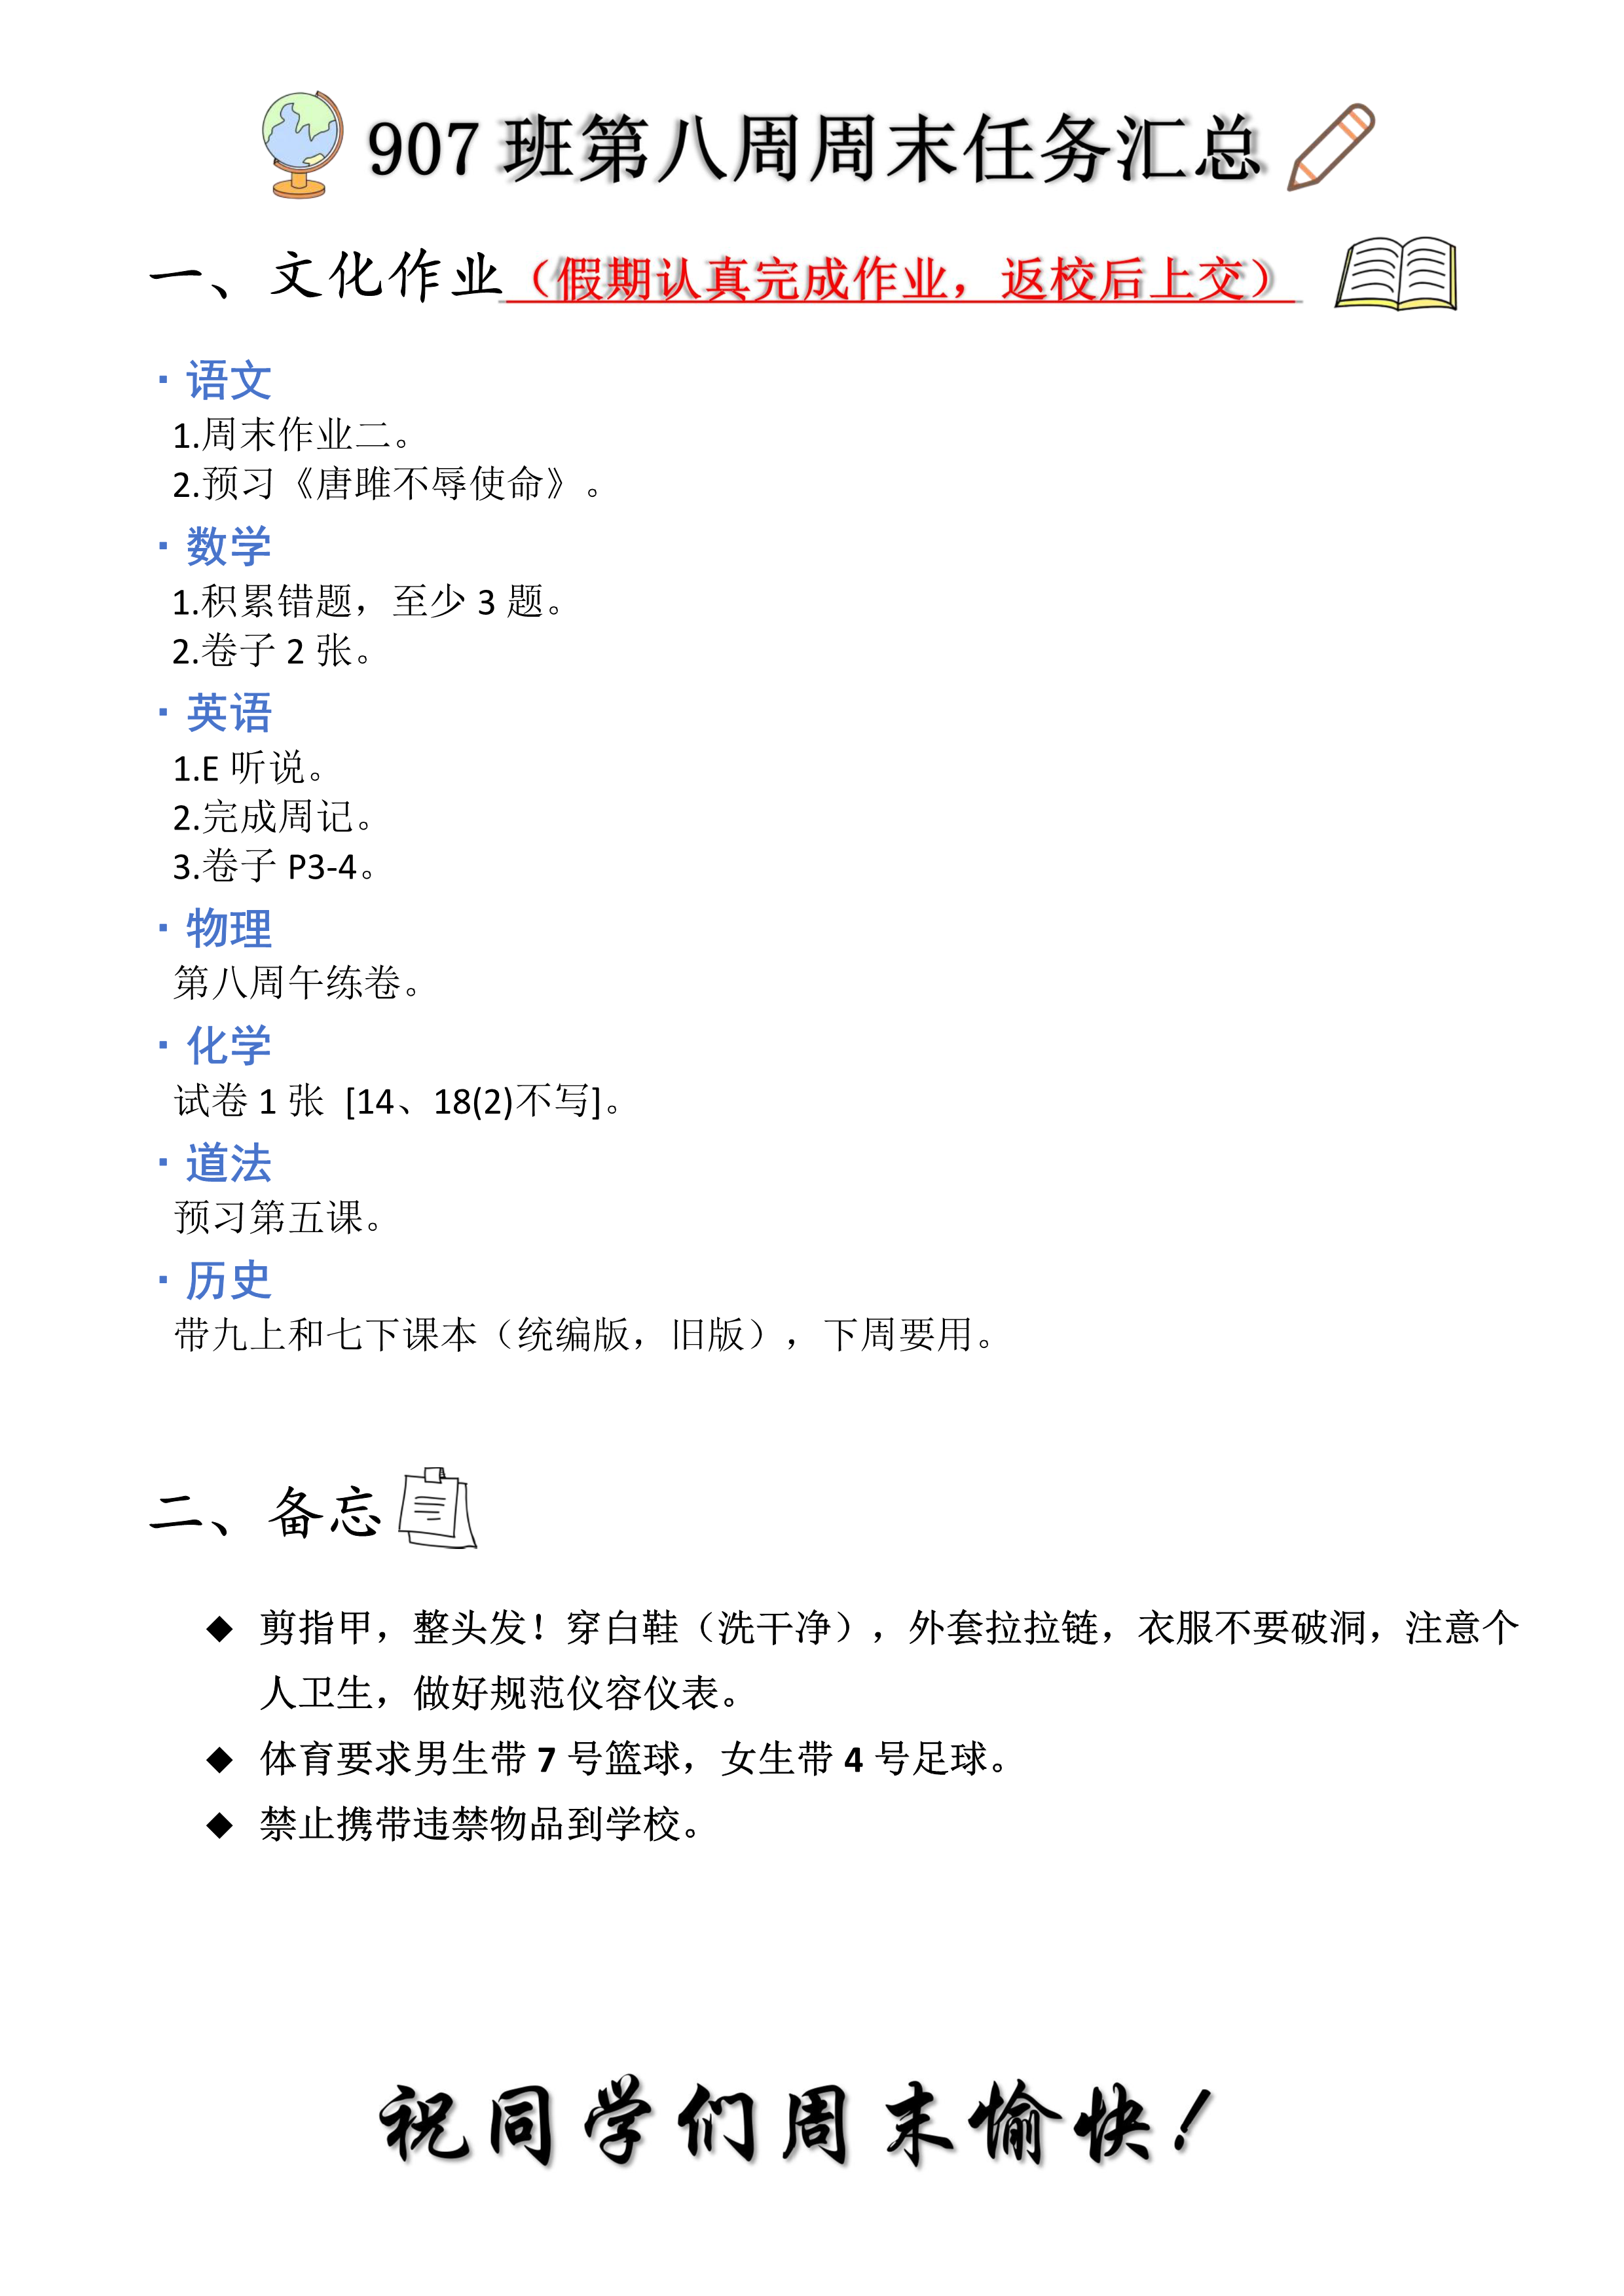 907 班第八周周末任务汇总
一、文化作业（假期认真完成作业，返校后上交）
· 语文
1.周末作业二。
2.预习《唐雎不辱使命》。
· 数学
1.积累错题，至少 3 题。
2.卷子 2 张。
· 英语
1.E 听说。
2.完成周记。
3.卷子 P3-4。
· 物理
第八周午练卷。
· 化学
试卷 1 张 [14、18(2)不写]。
· 道法
预习第五课。
· 历史
带九上和七下课本（统编版，旧版），下周要用。
二、备忘
◆ 剪指甲，整头发！穿白鞋（洗干净），外套拉拉链，衣服不要破洞，注意个
人卫生，做好规范仪容仪表。
◆ 体育要求男生带 7 号篮球，女生带 4 号足球。
◆ 禁止携带违禁物品到学校。
祝同学们周末愉快！